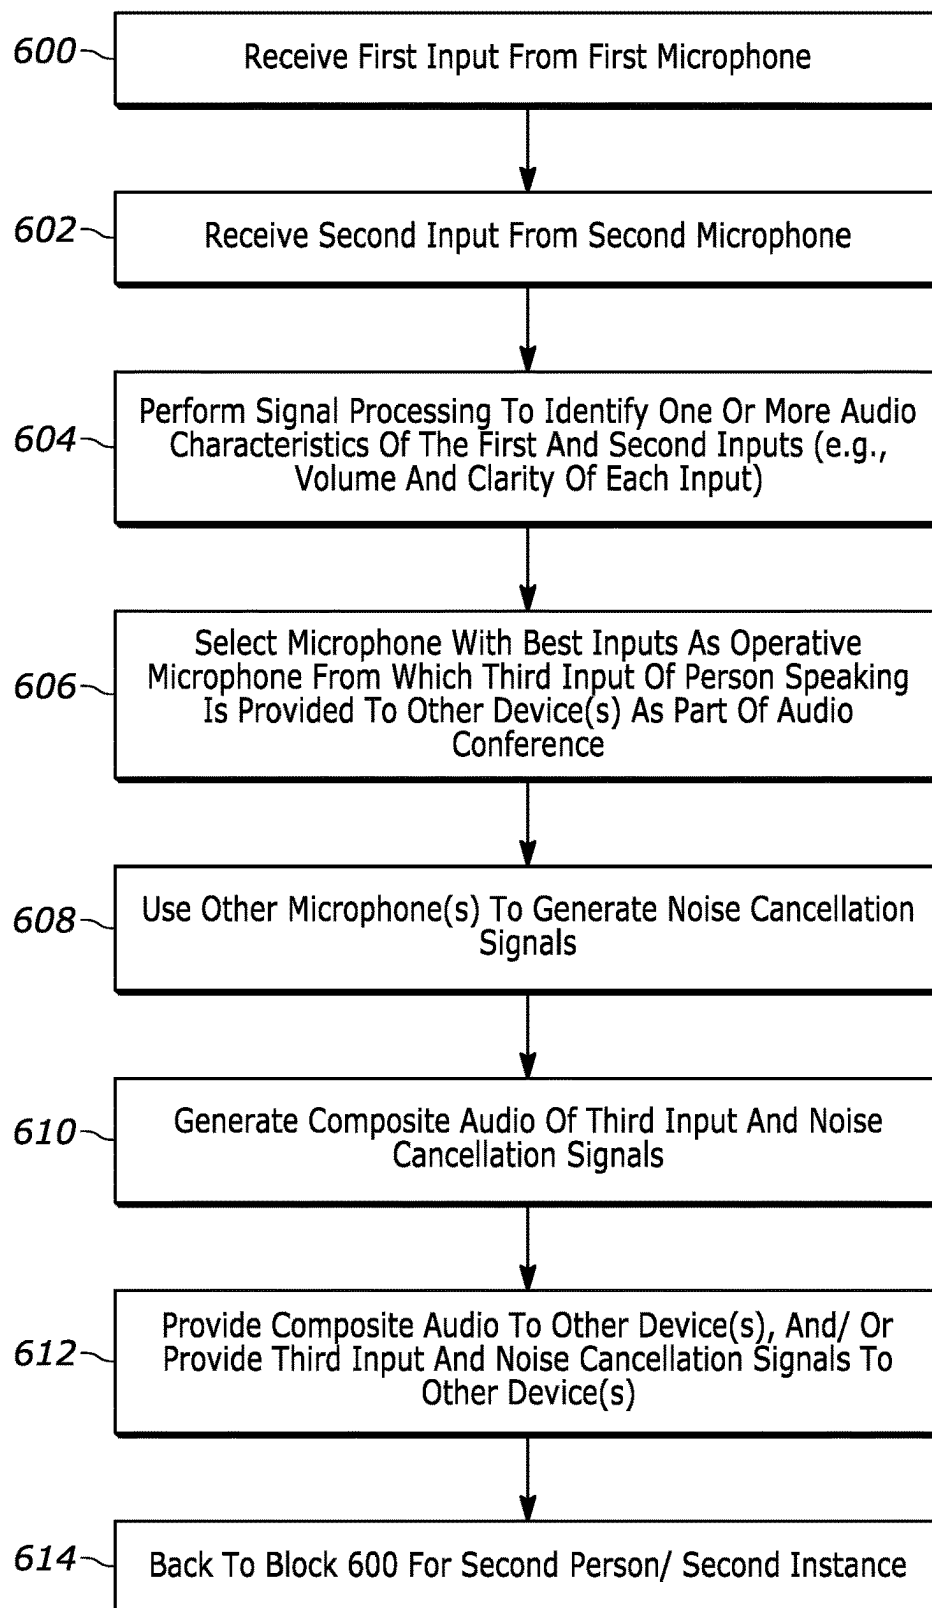 600
Receive First Input From First Microphone
602
Receive Second Input From Second Microphone
604
Perform Signal Processing To Identify One Or More Audio
Characteristics Of The First And Second Inputs (e.g.,
Volume And Clarity Of Each Input)
606
Select Microphone With Best Inputs As Operative
Microphone From Which Third Input Of Person Speaking
Is Provided To Other Device(s) As Part Of Audio
Conference
608
Use Other Microphone(s) To Generate Noise Cancellation
Signals
610
Generate Composite Audio Of Third Input And Noise
Cancellation Signals
612
Provide Composite Audio To Other Device(s), And/ Or
Provide Third Input And Noise Cancellation Signals To
Other Device(s)
614
Back To Block 600 For Second Person/ Second Instance